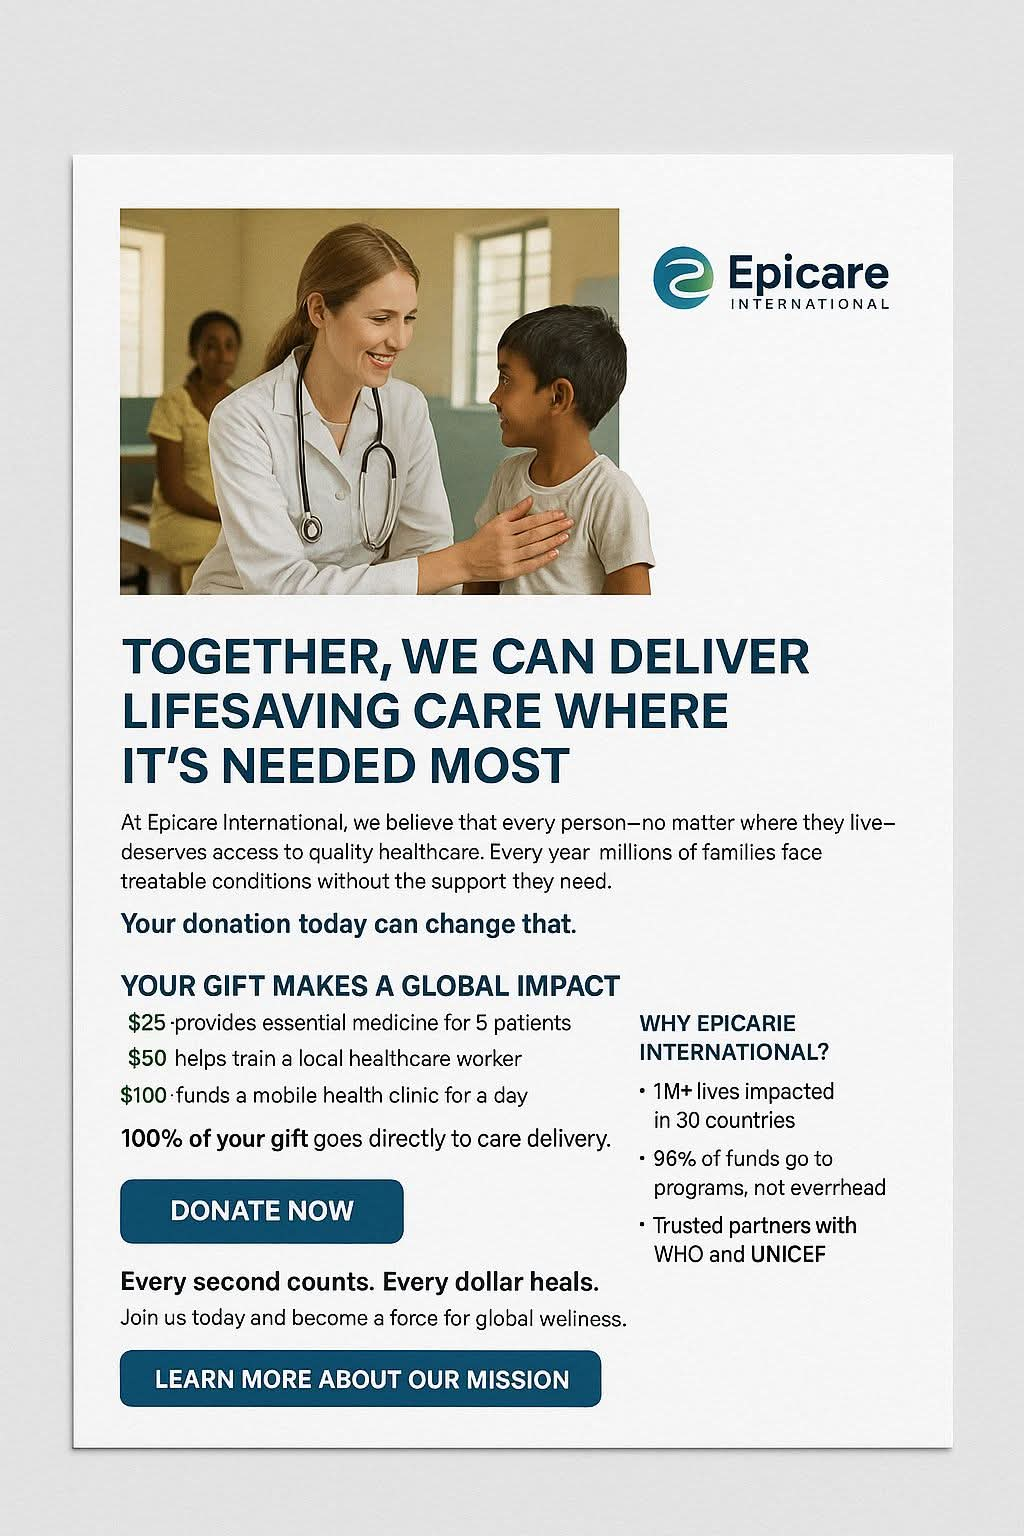 Epicare
INTERNATIONAL
TOGETHER, WE CAN DELIVER
LIFESAVING CARE WHERE
IT'S NEEDED MOST
At Epicare International, we believe that every person—no matter where they live—
deserves access to quality healthcare. Every year millions of families face
treatable conditions without the support they need.
Your donation today can change that.
YOUR GIFT MAKES A GLOBAL IMPACT
$25 ·provides essential medicine for 5 patients
$50 helps train a local healthcare worker
$100 ·funds a mobile health clinic for a day
100% of your gift goes directly to care delivery.
DONATE NOW
Every second counts. Every dollar heals.
Join us today and become a force for global weliness.
LEARN MORE ABOUT OUR MISSION
WHY EPICARIE
INTERNATIONAL?
• 1M+ lives impacted
in 30 countries
• 96% of funds go to
programs, not everrhead
• Trusted partners with
WHO and UNICEF